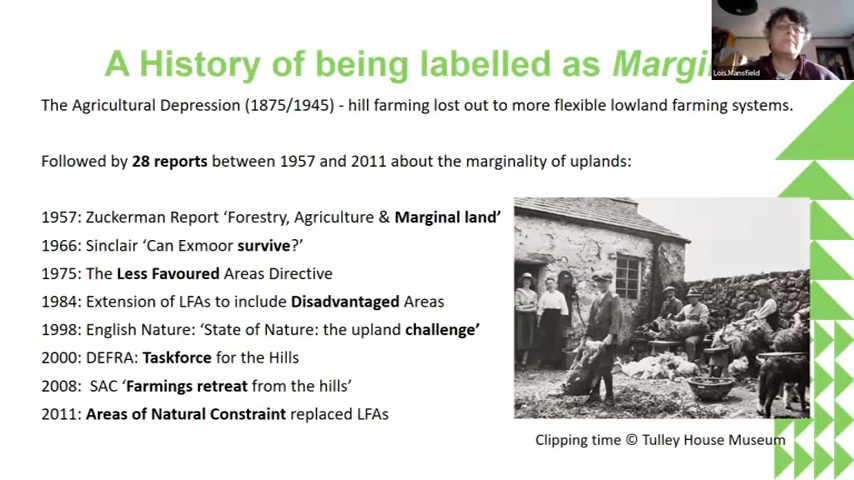 Lois Mansfield
A History of being labelled as
The Agricultural Depression (1875/1945) - hill farming lost out to more flexible lowland farming systems.
Followed by 28 reports between 1957 and 2011 about the marginality of uplands:
1957: Zuckerman Report ‘Forestry, Agriculture & Marginal land’
1966: Sinclair ‘Can Exmoor survive?’
1975: The Less Favoured Areas Directive
1984: Extension of LFAs to include Disadvantaged Areas
1998: English Nature: ‘State of Nature: the upland challenge’
2000: DEFRA: Taskforce for the Hills
2008: SAC ‘Farmings retreat from the hills’
2011: Areas of Natural Constraint replaced LFAs
Clipping time © Tulley House Museum